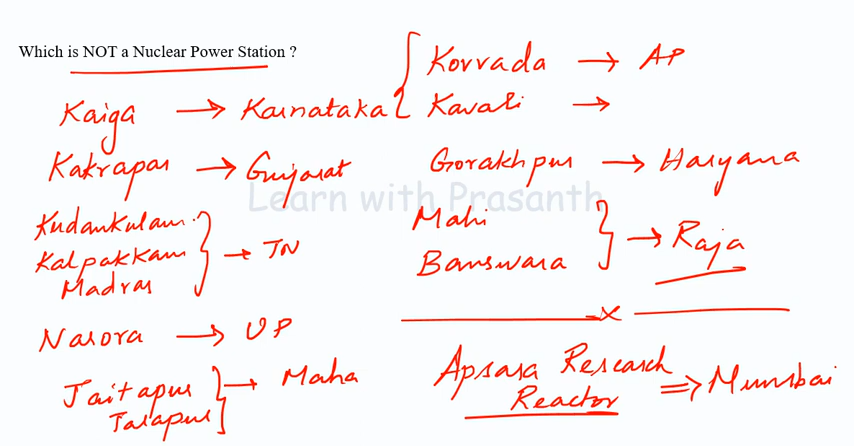 Which is NOT a Nuclear Power Station ?
Kaiga → Karnataka
Kakrapar → Gujarat
Kudankulam
Kalpakkam
Madras
→ TN
Narora → UP
Jaitapur
Tarapur
→ Maha
Kovvada → AP
Kavali →
Gorakhpur → Haryana
Mahi
Banswara
→ Raja
x
Apsara Research
Reactor
⇒ Mumbai
Learn with Prasanth